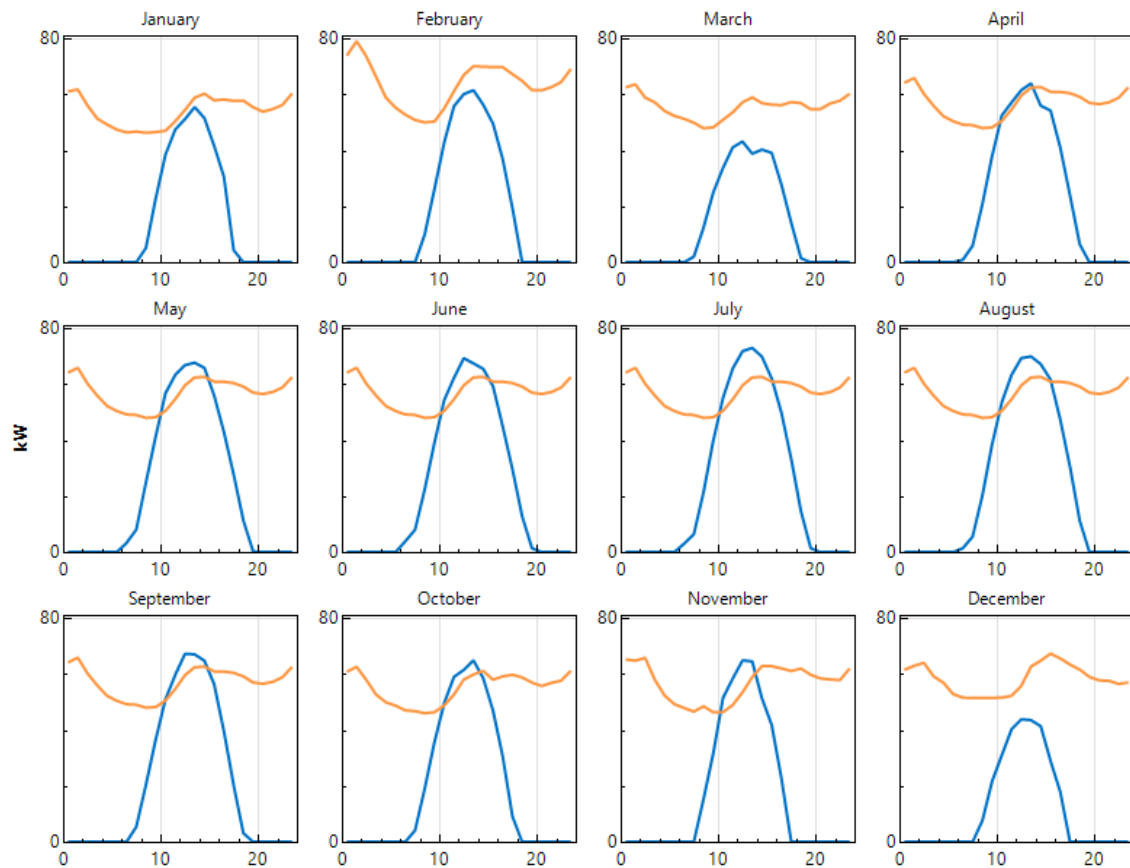 January February March April
80 80 80 80
0 0 0 0
0 10 20 0 10 20 0 10 20 0 10 20
May June July August
80 80 80 80
kW
0 0 0 0
0 10 20 0 10 20 0 10 20 0 10 20
September October November December
80 80 80 80
0 0 0 0
0 10 20 0 10 20 0 10 20 0 10 20